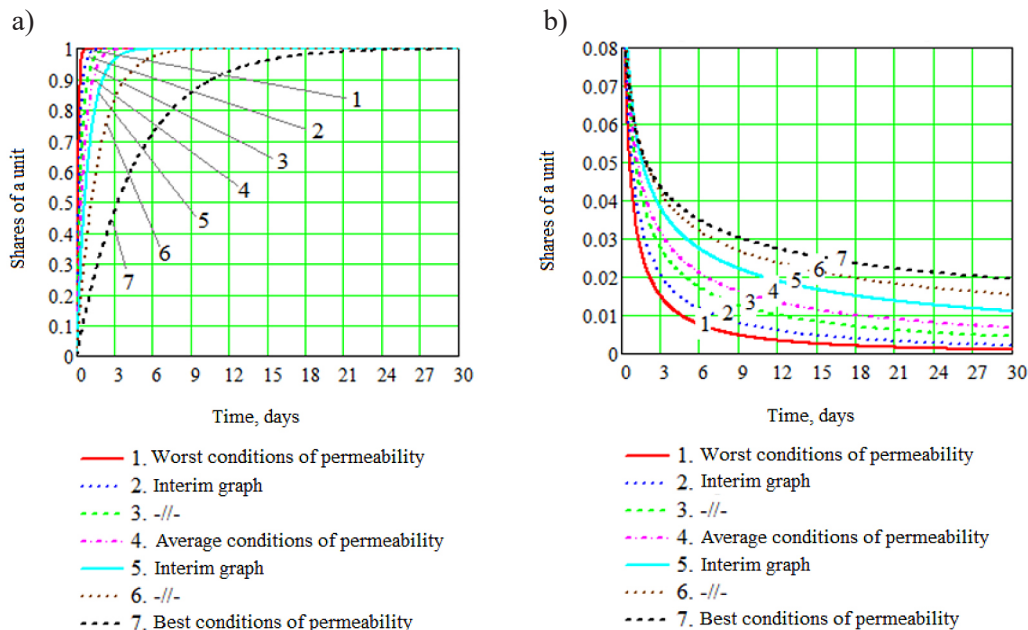 a)
Shares of a unit
1
0.9
0.8
0.7
0.6
0.5
0.4
0.3
0.2
0.1
0
1
2
3
4
5
6
7
0 3 6 9 12 15 18 21 24 27 30
Time, days
1. Worst conditions of permeability
2. Interim graph
3. -//-
4. Average conditions of permeability
5. Interim graph
6. -//-
7. Best conditions of permeability
b)
Shares of a unit
0.08
0.07
0.06
0.05
0.04
0.03
0.02
0.01
0
1 2 3 4 5 6 7
0 3 6 9 12 15 18 21 24 27 30
Time, days
1. Worst conditions of permeability
2. Interim graph
3. -//-
4. Average conditions of permeability
5. Interim graph
6. -//-
7. Best conditions of permeability